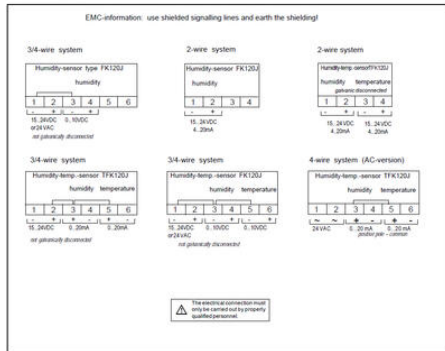 EMC-information: use shielded signalling lines and earth the shielding!
3/4-wire system
Humidity-sensor type FK120J
humidity
1 2 3 4 5 6
- + - +
15..24VDC 0..10VDC
or24 VAC
not galvanically disconnected
2-wire system
Humidity-sensor FK120J
humidity
1 2 3 4
- +
15..24VDC
4..20mA
2-wire system
Humidity-temp.-sensorTFK120J
humidity temperature
galvanic disconnected
1 2 3 4
- + - +
15..24VDC 15..24VDC
4..20mA 4..20mA
3/4-wire system
Humidity-temp.-sensor TFK120J
humidity temperature
1 2 3 4 5 6
- + + - + -
15..24VDC 0..20mA 0..20mA
not galvanically disconnected
3/4-wire system
Humidity-temp.-sensor FK120J
humidity temperature
1 2 3 4 5 6
- + - + - +
15..24VDC 0..10VDC 0..10VDC
or24 VAC
not galvanically disconnected
4-wire system (AC-version)
Humidity-temp.-sensor TFK120J
humidity temperature
1 2 3 4 5 6
~ ~ + - + -
24 VAC 0..20 mA 0..20 mA
positive pole - common
The electrical connection must
only be carried out by properly
qualified personnel.